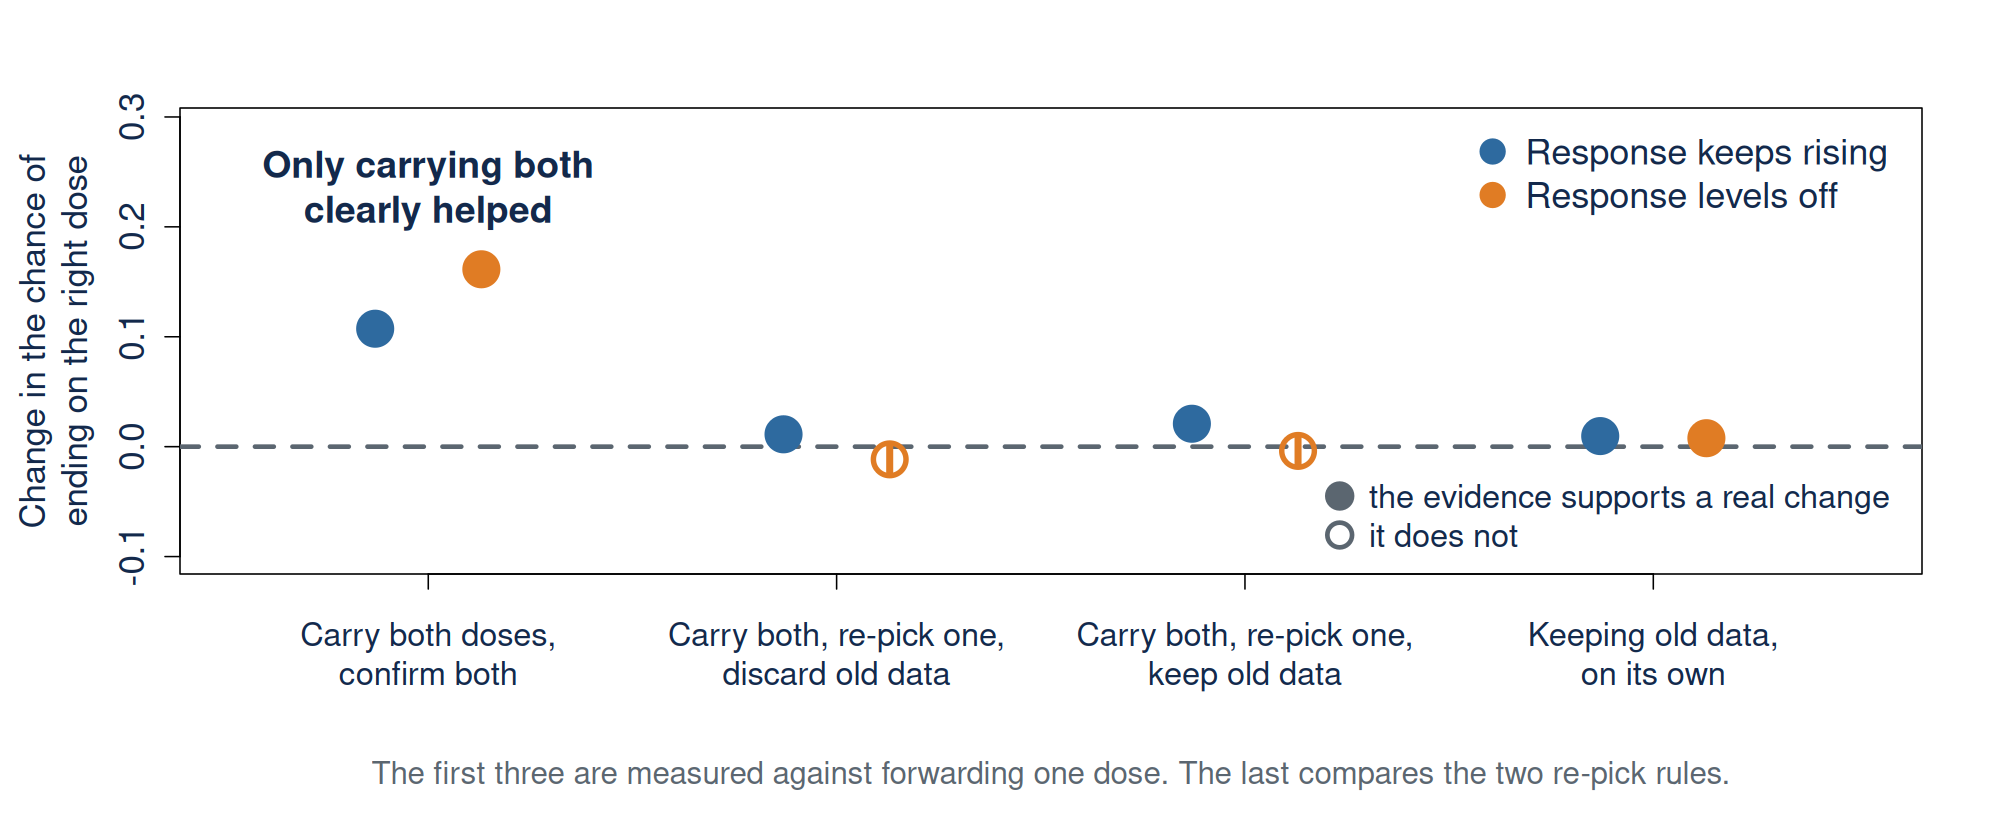 Only carrying both
clearly helped
Response keeps rising
Response levels off
Change in the chance of
ending on the right dose
0.3
0.2
0.1
0.0
-0.1
the evidence supports a real change
it does not
Carry both doses,
confirm both
Carry both, re-pick one,
discard old data
Carry both, re-pick one,
keep old data
Keeping old data,
on its own
The first three are measured against forwarding one dose. The last compares the two re-pick rules.